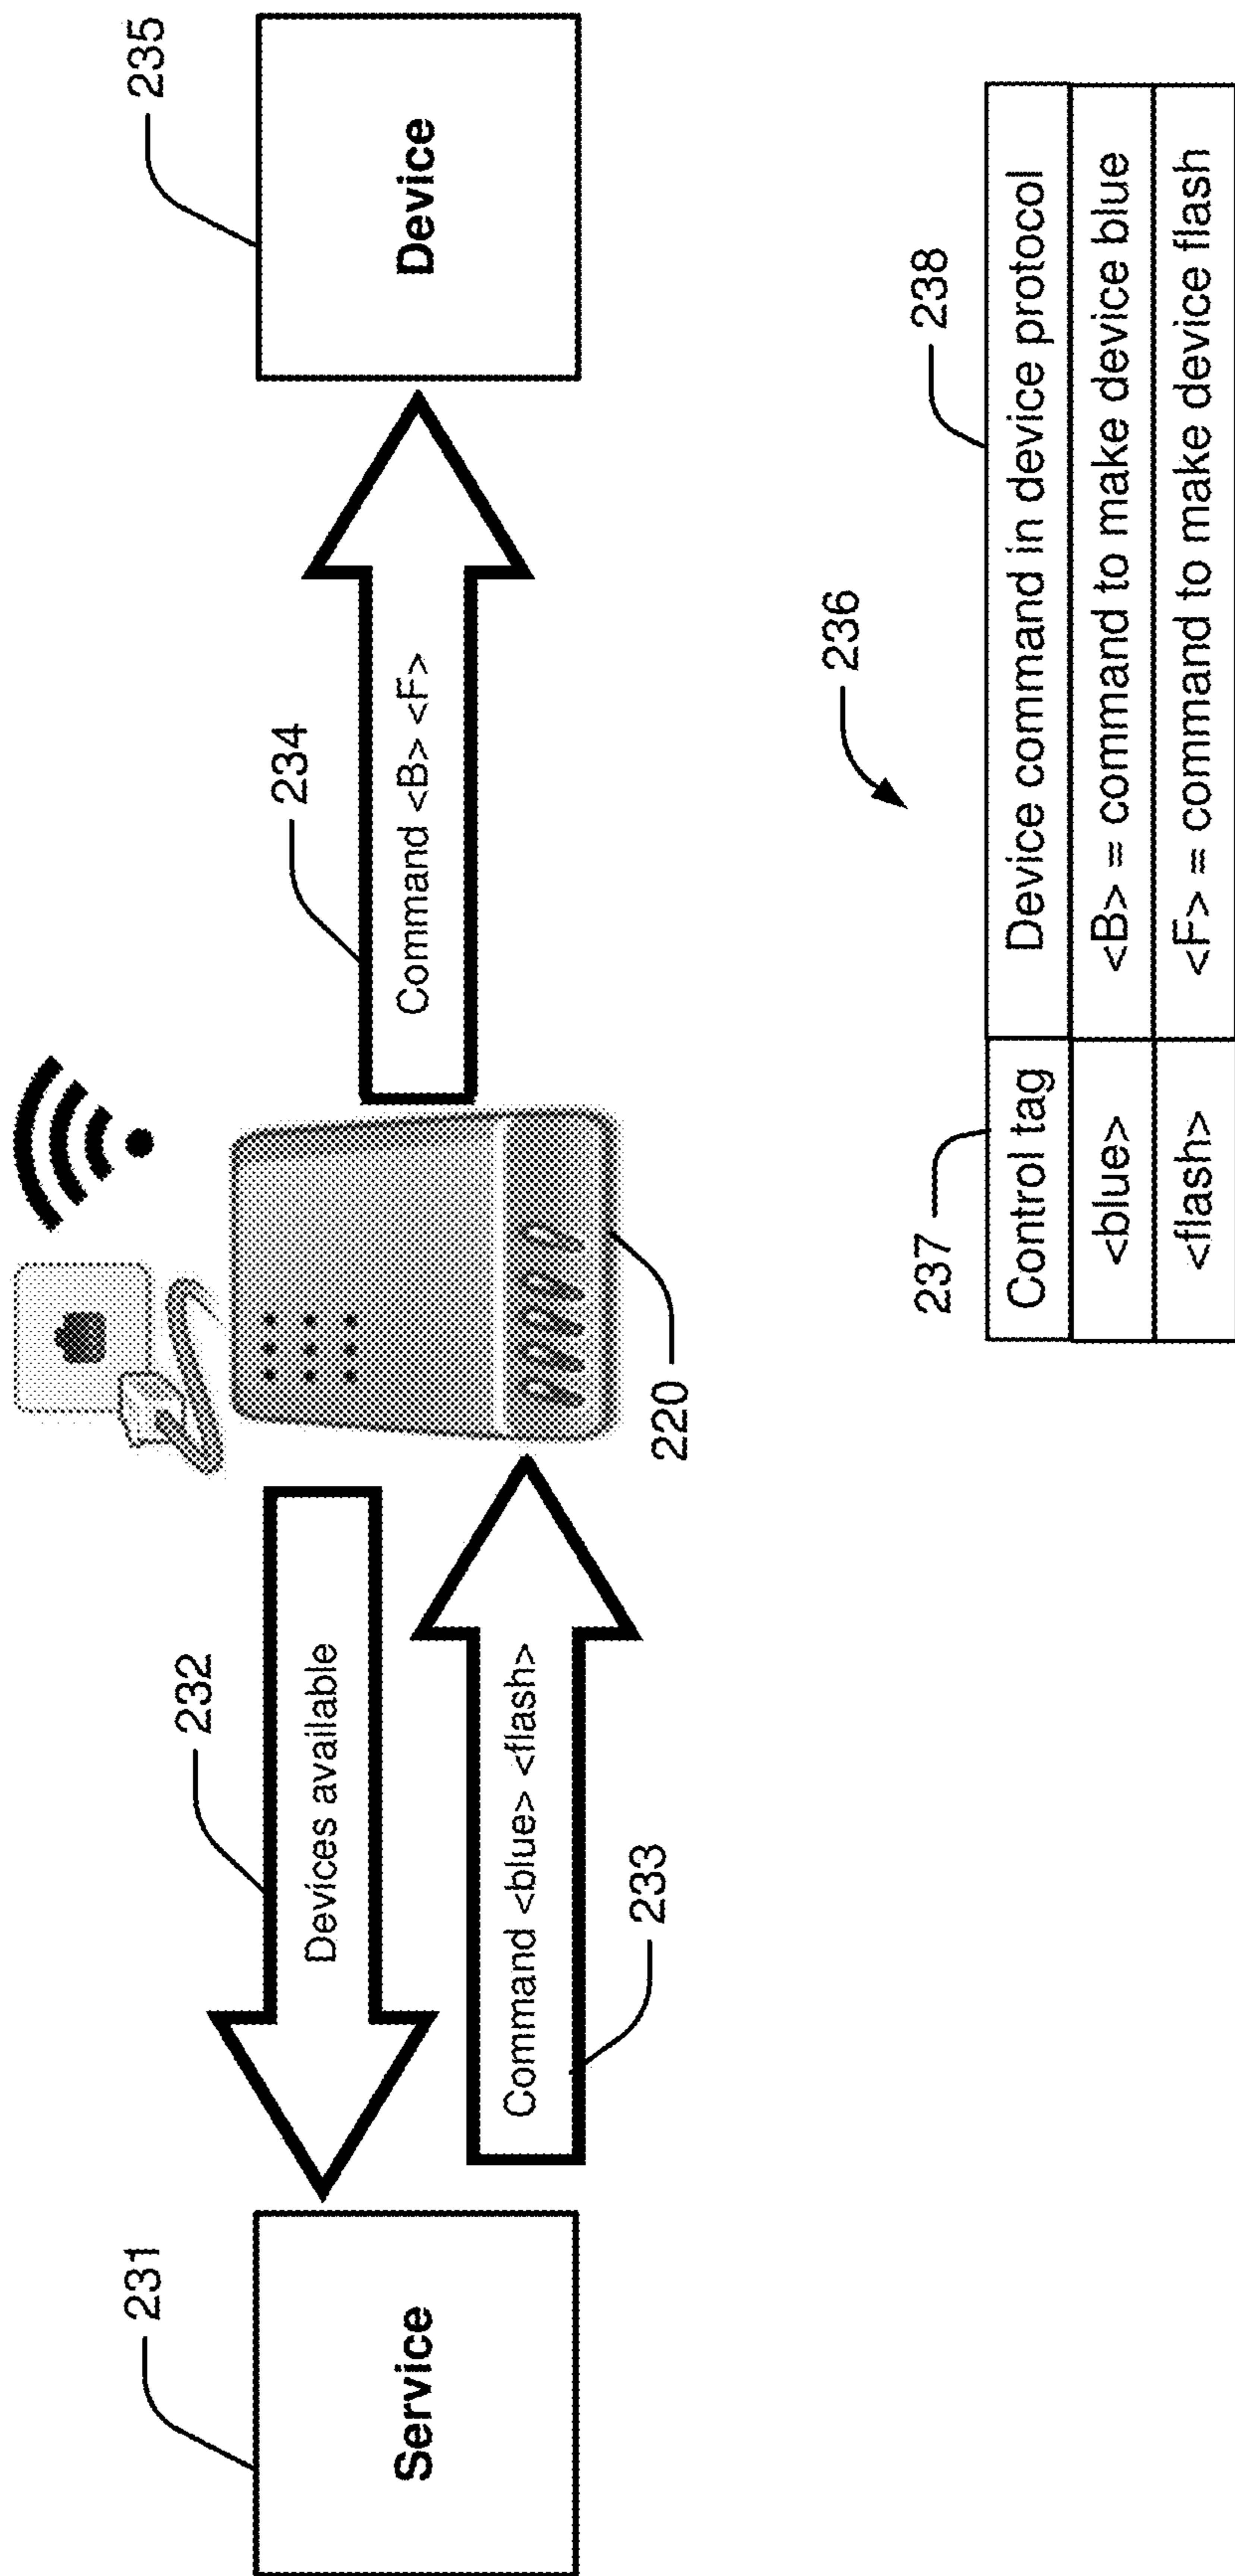 235
Device
234
Command <B> <F>
232
Devices available
220
231
Service
Command <blue> <flash>
233
236
237
238
Control tag
Device command in device protocol
<blue>
<B> = command to make device blue
<flash>
<F> = command to make device flash